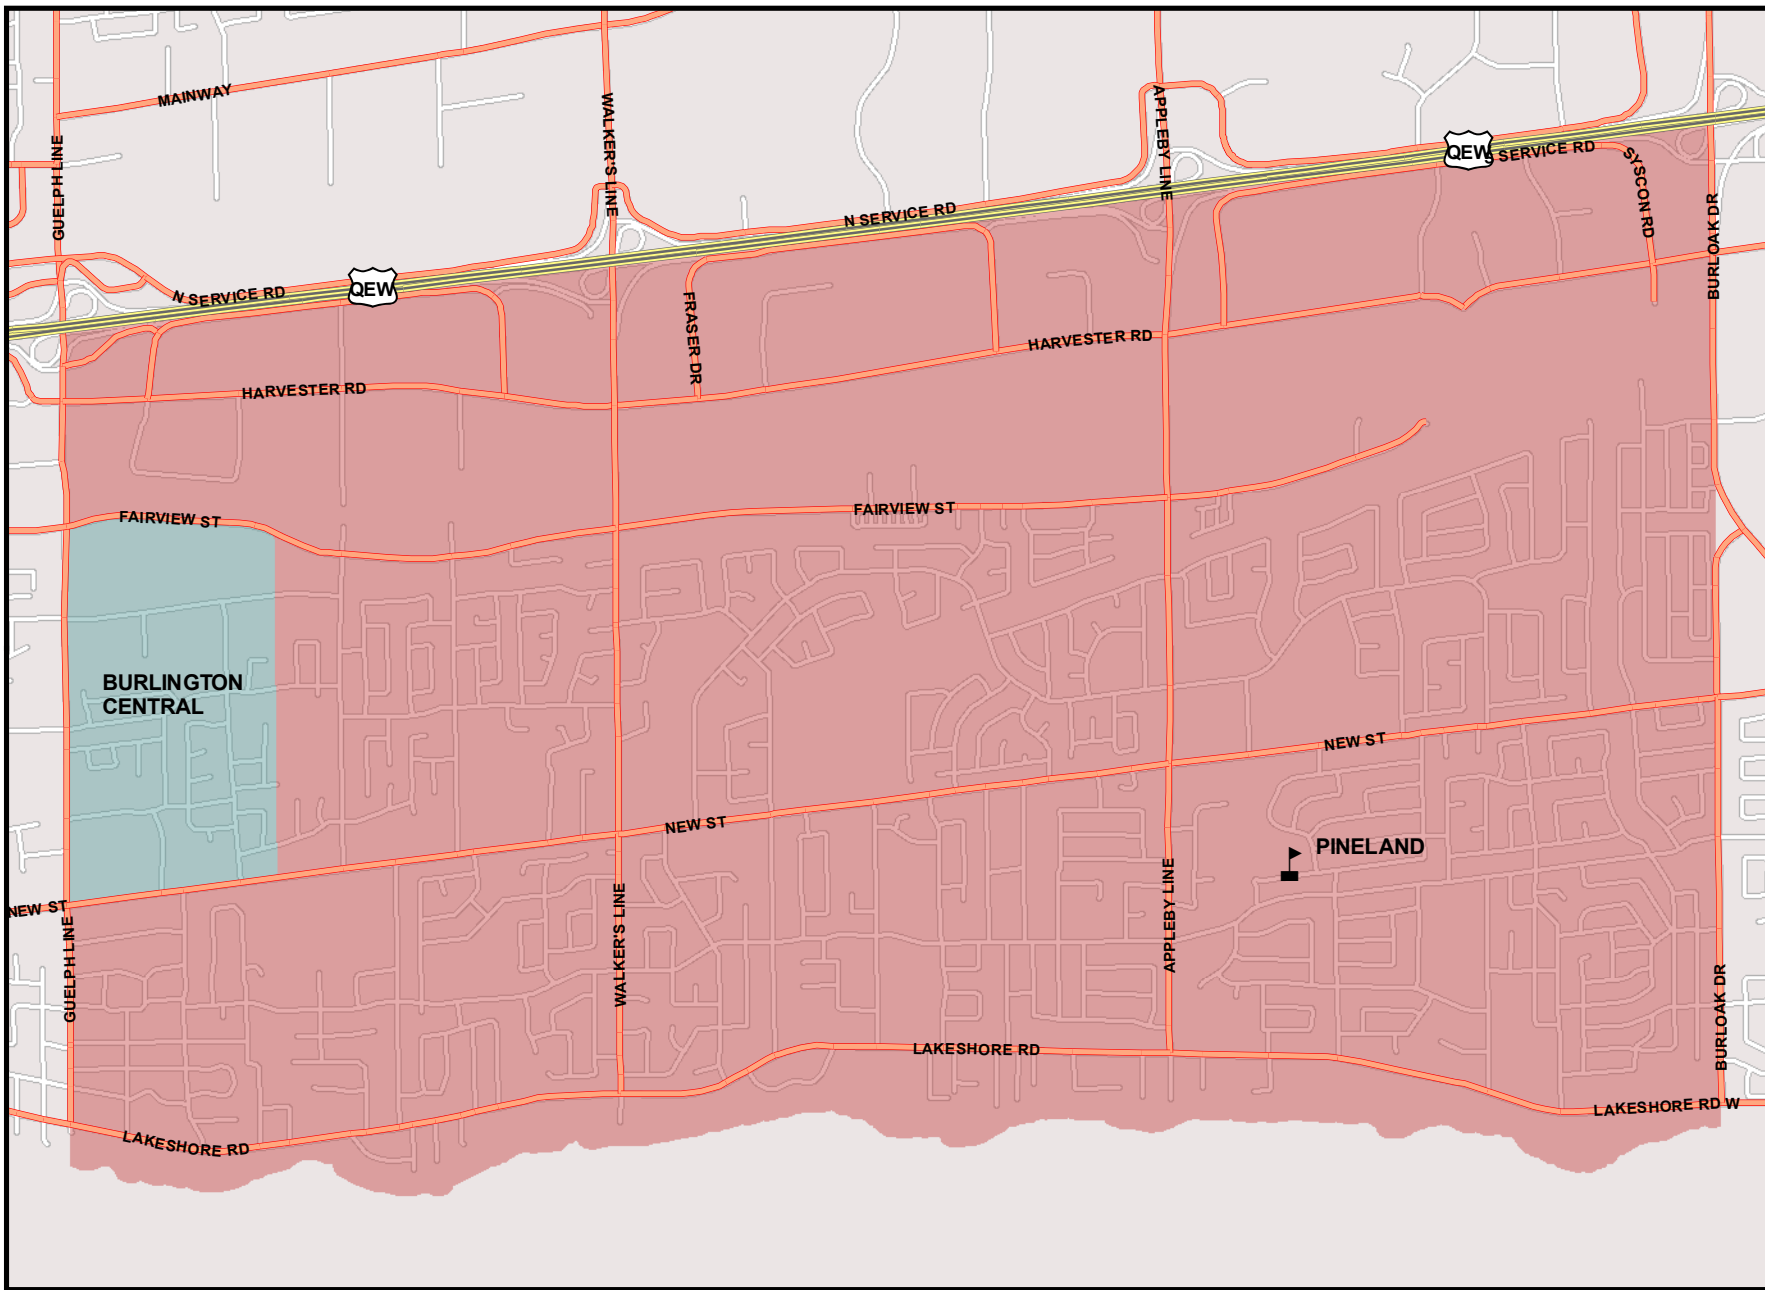 MAINWAY
GUELPH LINE
WALKER'S LINE
APPLEBY LINE
QEW
S SERVICE RD
SYSCON RD
BURLOAK DR
N SERVICE RD
N SERVICE RD
QEW
FRASER DR
HARVESTER RD
HARVESTER RD
FAIRVIEW ST
FAIRVIEW ST
BURLINGTON
CENTRAL
NEW ST
NEW ST
PINELAND
NEW ST
GUELPH LINE
WALKER'S LINE
APPLEBY LINE
BURLOAK DR
LAKESHORE RD
LAKESHORE RD W
LAKESHORE RD